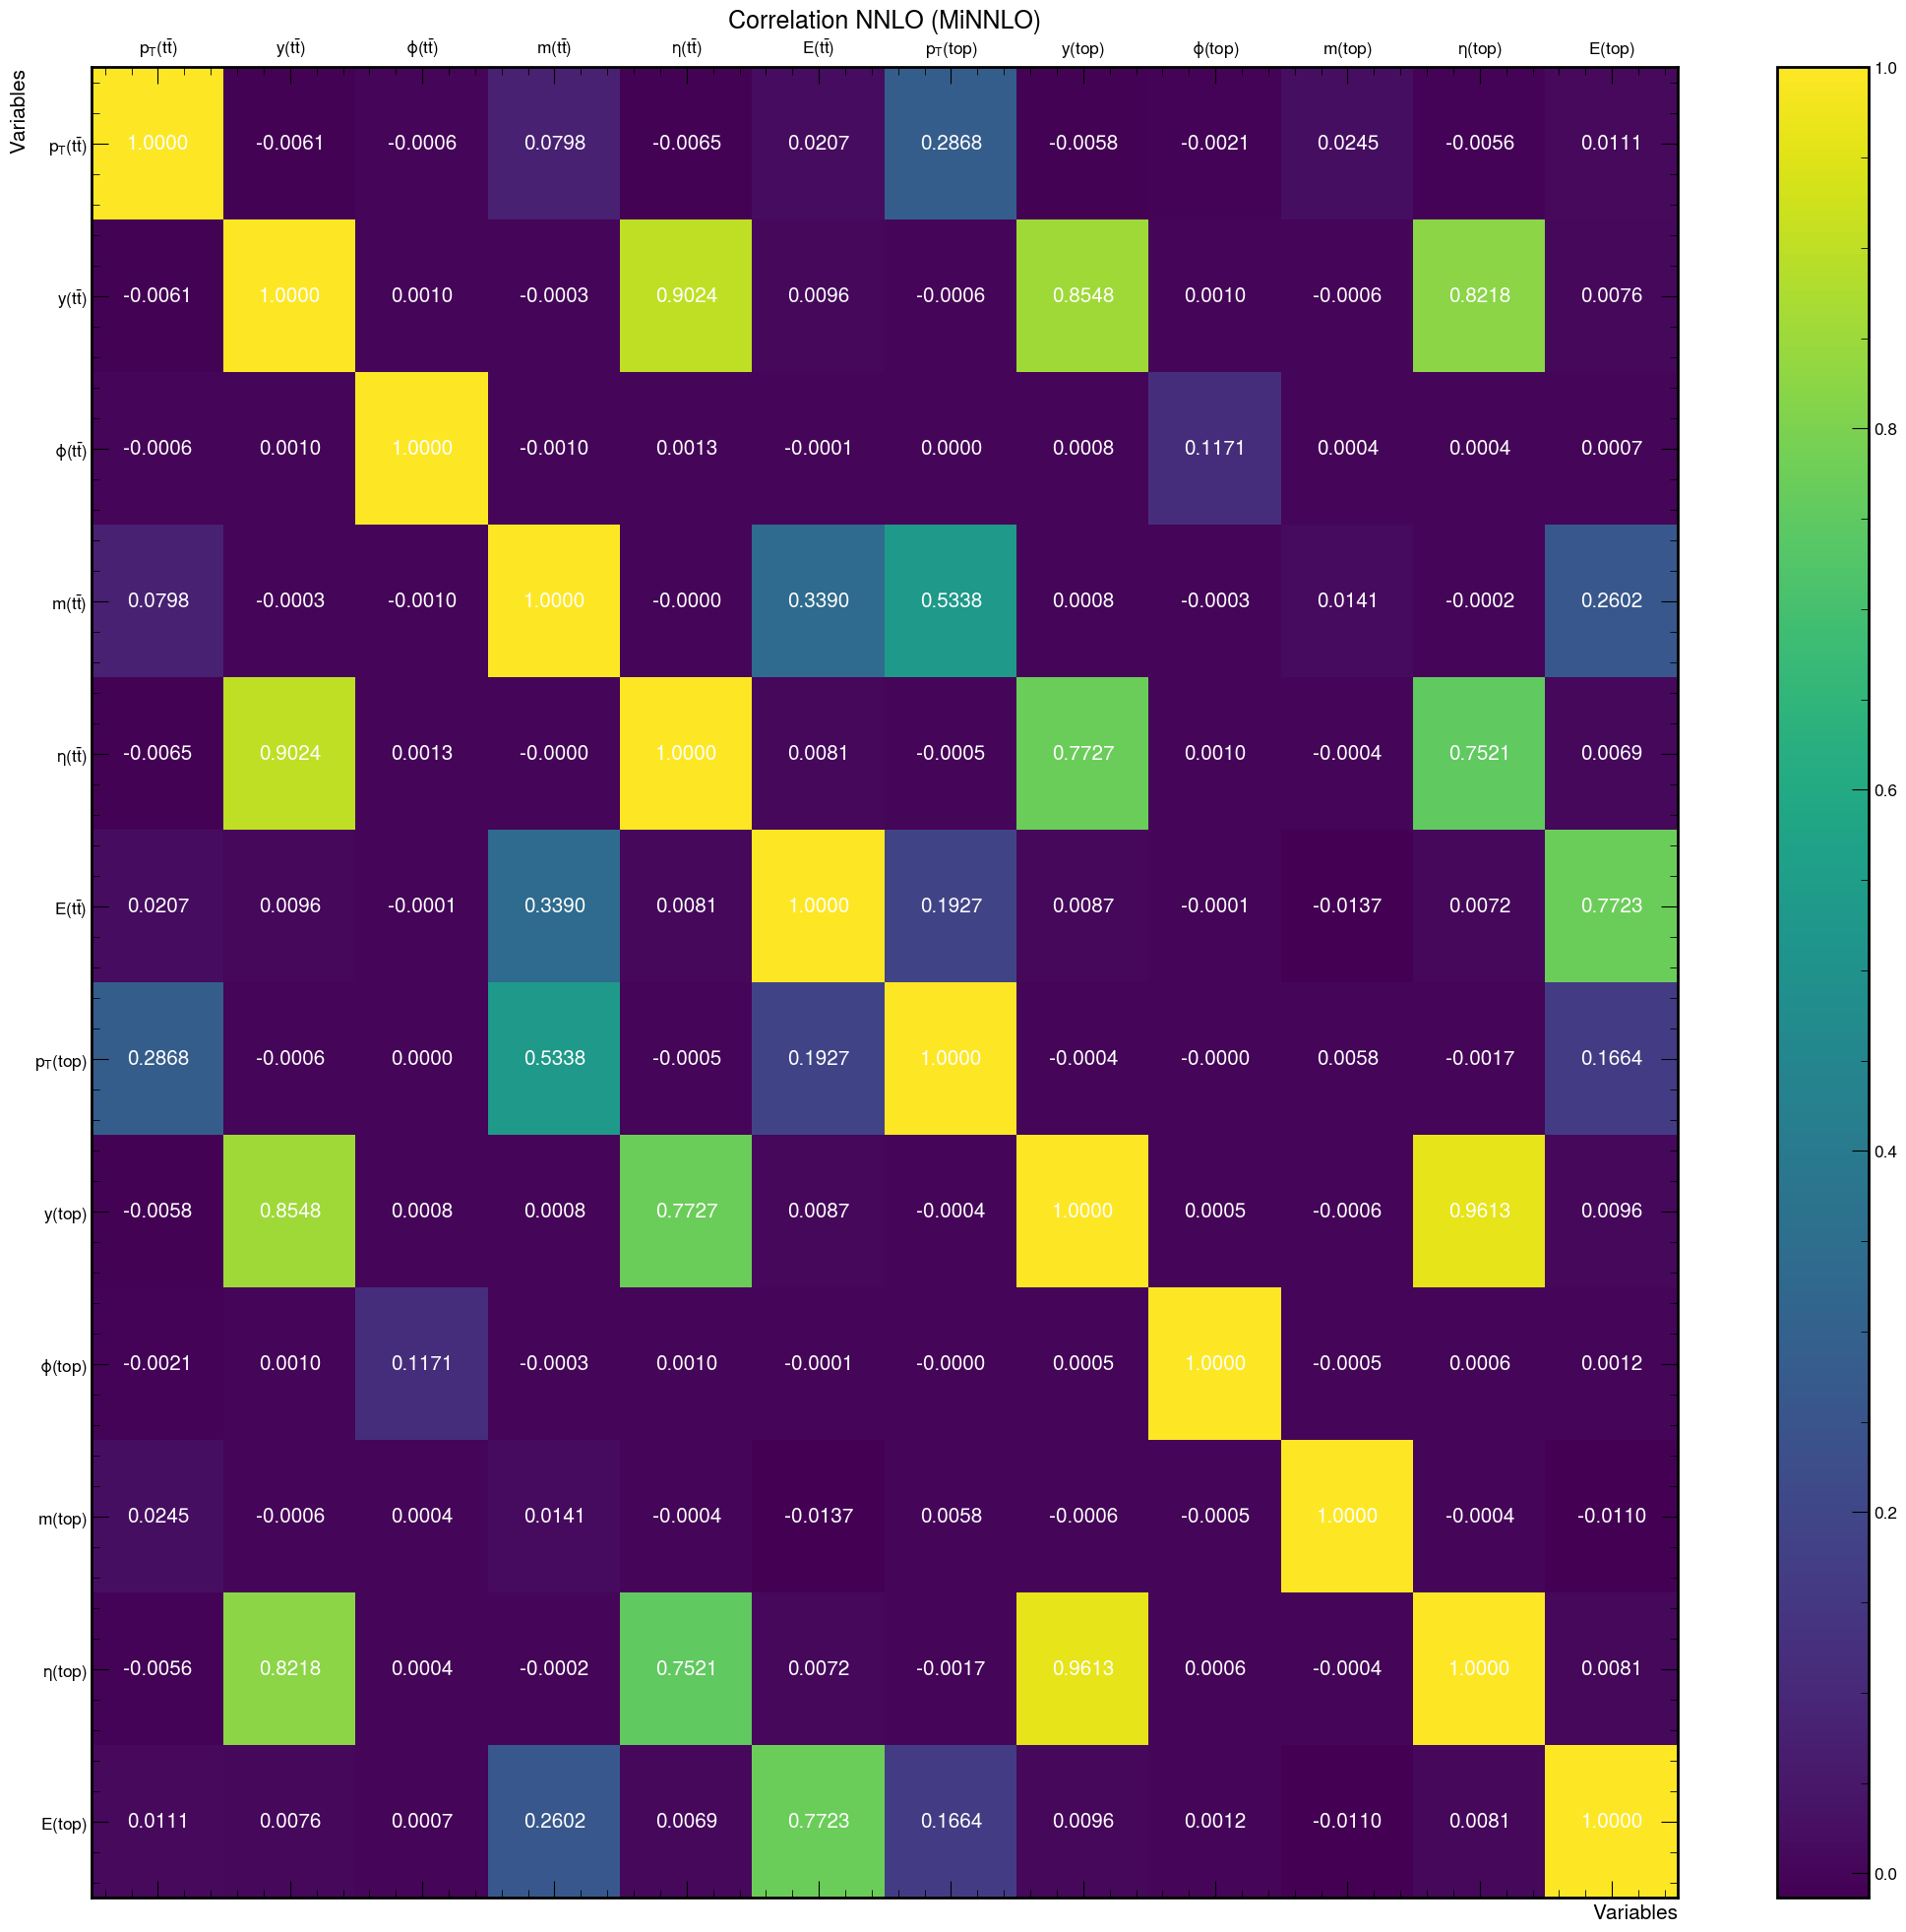 Correlation NNLO (MiNNLO)
pT(tt̄) y(tt̄) ϕ(tt̄) m(tt̄) η(tt̄) E(tt̄) pT(top) y(top) ϕ(top) m(top) η(top) E(top)
Variables
pT(tt̄) 1.0000 -0.0061 -0.0006 0.0798 -0.0065 0.0207 0.2868 -0.0058 -0.0021 0.0245 -0.0056 0.0111
y(tt̄) -0.0061 1.0000 0.0010 -0.0003 0.9024 0.0096 -0.0006 0.8548 0.0010 -0.0006 0.8218 0.0076
ϕ(tt̄) -0.0006 0.0010 1.0000 -0.0010 0.0013 -0.0001 0.0000 0.0008 0.1171 0.0004 0.0004 0.0007
m(tt̄) 0.0798 -0.0003 -0.0010 1.0000 -0.0000 0.3390 0.5338 0.0008 -0.0003 0.0141 -0.0002 0.2602
η(tt̄) -0.0065 0.9024 0.0013 -0.0000 1.0000 0.0081 -0.0005 0.7727 0.0010 -0.0004 0.7521 0.0069
E(tt̄) 0.0207 0.0096 -0.0001 0.3390 0.0081 1.0000 0.1927 0.0087 -0.0001 -0.0137 0.0072 0.7723
pT(top) 0.2868 -0.0006 0.0000 0.5338 -0.0005 0.1927 1.0000 -0.0004 -0.0000 0.0058 -0.0017 0.1664
y(top) -0.0058 0.8548 0.0008 0.0008 0.7727 0.0087 -0.0004 1.0000 0.0005 -0.0006 0.9613 0.0096
ϕ(top) -0.0021 0.0010 0.1171 -0.0003 0.0010 -0.0001 -0.0000 0.0005 1.0000 -0.0005 0.0006 0.0012
m(top) 0.0245 -0.0006 0.0004 0.0141 -0.0004 -0.0137 0.0058 -0.0006 -0.0005 1.0000 -0.0004 -0.0110
η(top) -0.0056 0.8218 0.0004 -0.0002 0.7521 0.0072 -0.0017 0.9613 0.0006 -0.0004 1.0000 0.0081
E(top) 0.0111 0.0076 0.0007 0.2602 0.0069 0.7723 0.1664 0.0096 0.0012 -0.0110 0.0081 1.0000
Variables
1.0
0.8
0.6
0.4
0.2
0.0